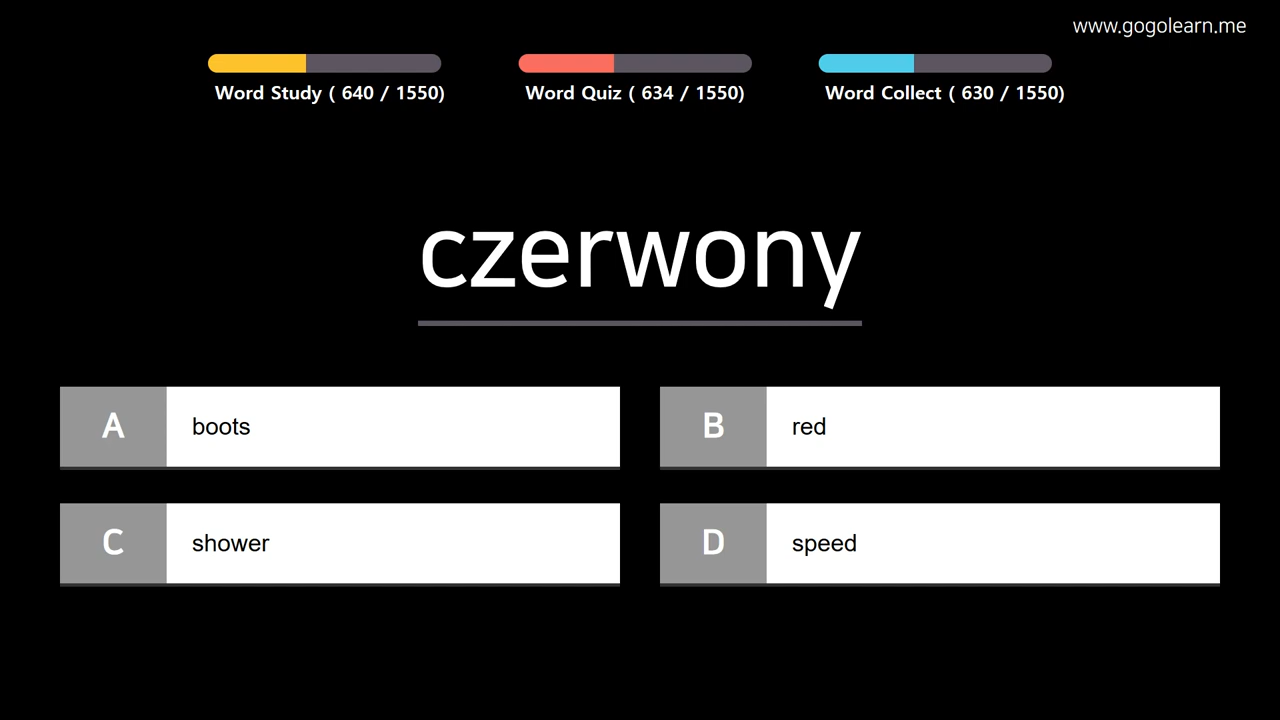 www.gogolearn.me
Word Study ( 640 / 1550)
Word Quiz ( 634 / 1550)
Word Collect ( 630 / 1550)
czerwony
A boots
B red
C shower
D speed